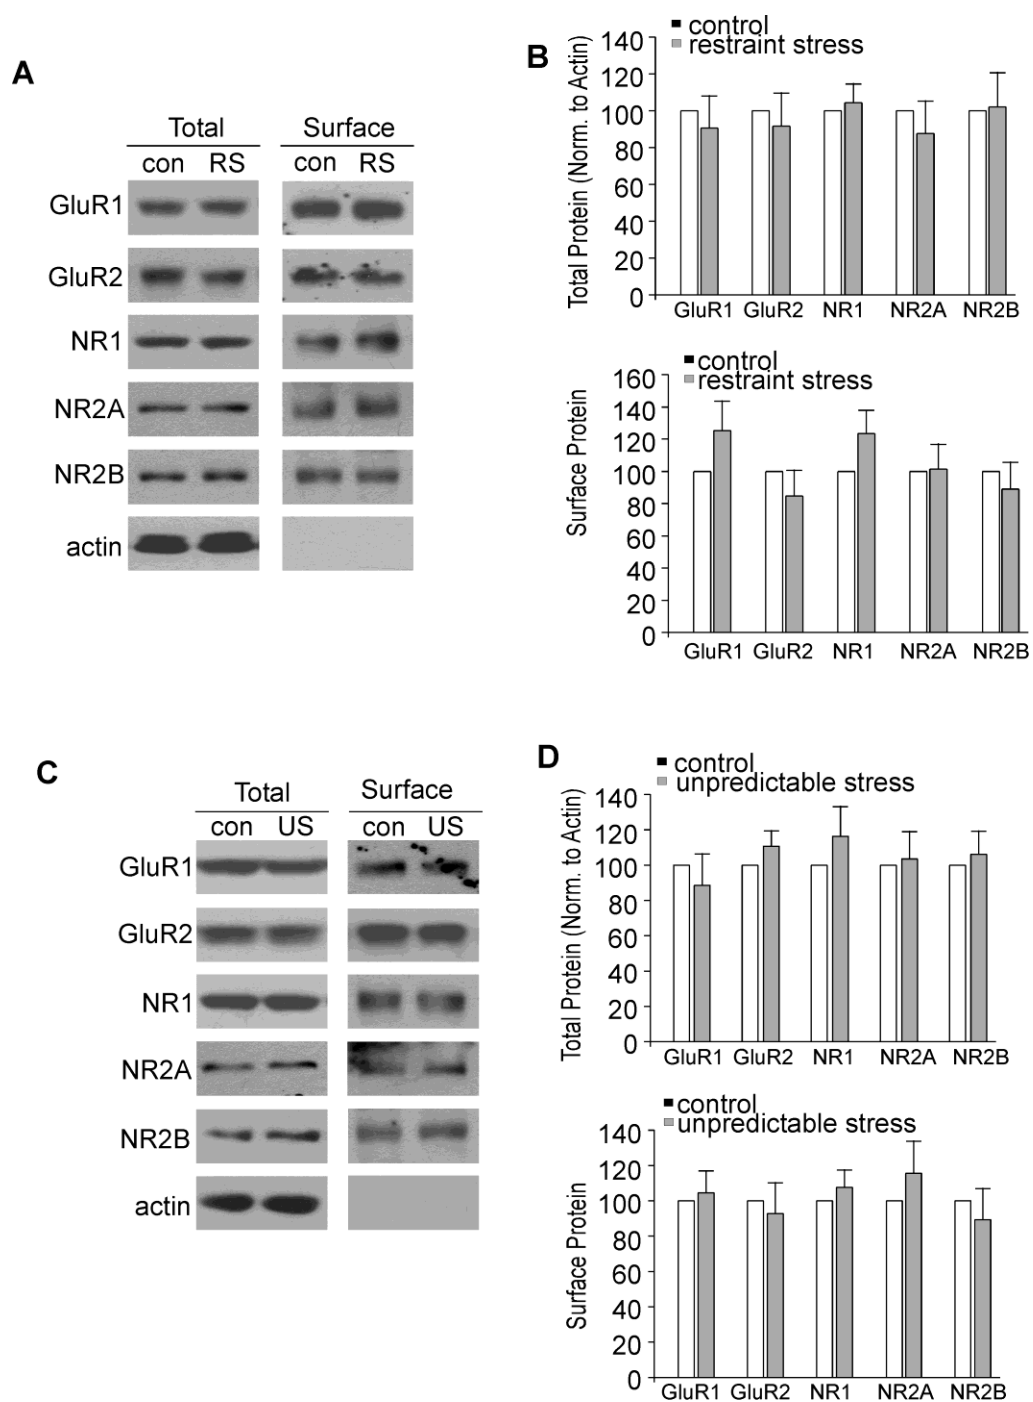 A
Total Surface
con RS con RS
GluR1
GluR2
NR1
NR2A
NR2B
actin
B
control
restraint stress
Total Protein (Norm. to Actin)
140
120
100
80
60
40
20
0
GluR1 GluR2 NR1 NR2A NR2B
control
restraint stress
Surface Protein
160
140
120
100
80
60
40
20
0
GluR1 GluR2 NR1 NR2A NR2B
C
Total Surface
con US con US
GluR1
GluR2
NR1
NR2A
NR2B
actin
D
control
unpredictable stress
Total Protein (Norm. to Actin)
140
120
100
80
60
40
20
0
GluR1 GluR2 NR1 NR2A NR2B
control
unpredictable stress
Surface Protein
140
120
100
80
60
40
20
0
GluR1 GluR2 NR1 NR2A NR2B